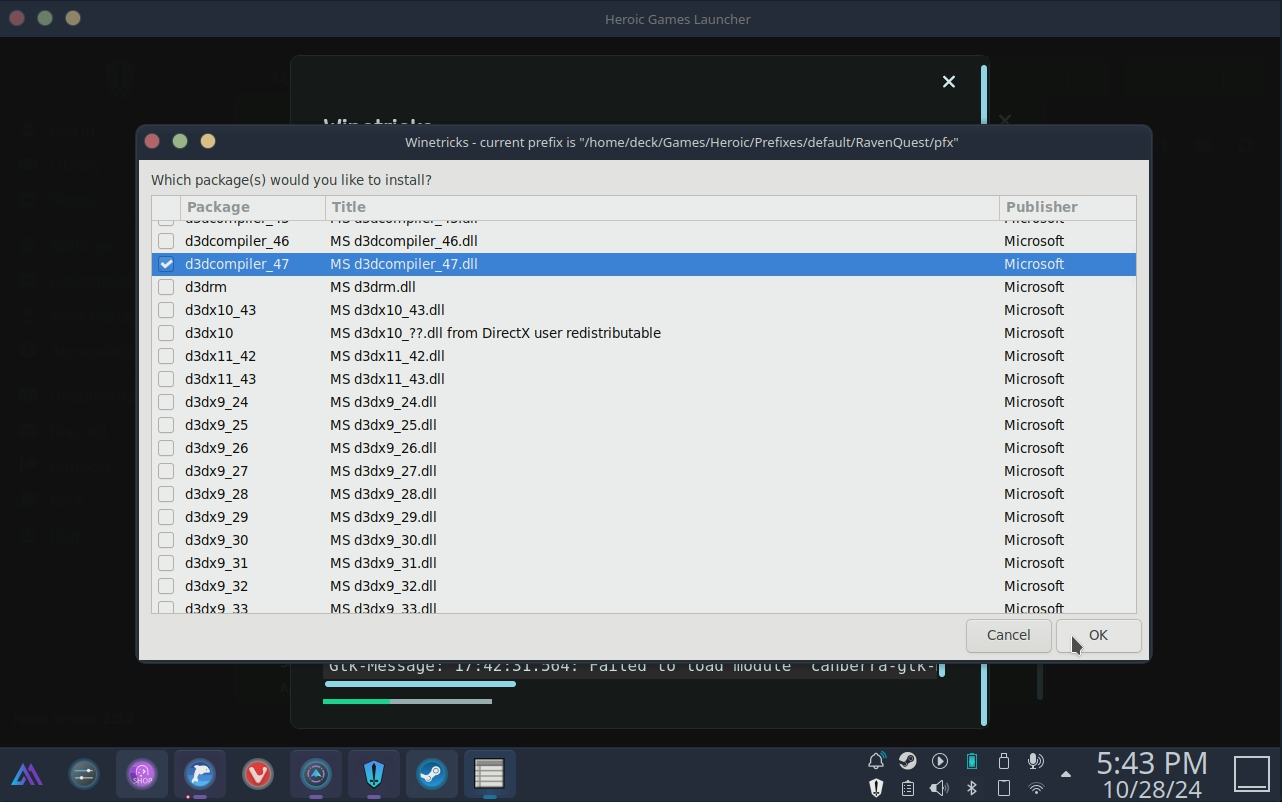 Heroic Games Launcher
Winetricks
Winetricks - current prefix is "/home/deck/Games/Heroic/Prefixes/default/RavenQuest/pfx"
Which package(s) would you like to install?
Package Title Publisher
d3dcompiler_43 MS d3dcompiler_43.dll Microsoft
d3dcompiler_46 MS d3dcompiler_46.dll Microsoft
d3dcompiler_47 MS d3dcompiler_47.dll Microsoft
d3drm MS d3drm.dll Microsoft
d3dx10_43 MS d3dx10_43.dll Microsoft
d3dx10 MS d3dx10_??.dll from DirectX user redistributable Microsoft
d3dx11_42 MS d3dx11_42.dll Microsoft
d3dx11_43 MS d3dx11_43.dll Microsoft
d3dx9_24 MS d3dx9_24.dll Microsoft
d3dx9_25 MS d3dx9_25.dll Microsoft
d3dx9_26 MS d3dx9_26.dll Microsoft
d3dx9_27 MS d3dx9_27.dll Microsoft
d3dx9_28 MS d3dx9_28.dll Microsoft
d3dx9_29 MS d3dx9_29.dll Microsoft
d3dx9_30 MS d3dx9_30.dll Microsoft
d3dx9_31 MS d3dx9_31.dll Microsoft
d3dx9_32 MS d3dx9_32.dll Microsoft
d3dx9_33 MS d3dx9_33.dll Microsoft
Cancel OK
Gtk-Message: 17:42:31.564: Failed to load module "canberra-gtk-
SHOP
5:43 PM
10/28/24